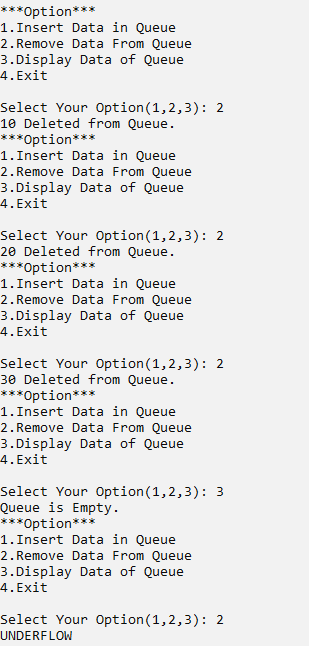 ***Option***
1.Insert Data in Queue
2.Remove Data From Queue
3.Display Data of Queue
4.Exit
Select Your Option(1,2,3): 2
10 Deleted from Queue.
***Option***
1.Insert Data in Queue
2.Remove Data From Queue
3.Display Data of Queue
4.Exit
Select Your Option(1,2,3): 2
20 Deleted from Queue.
***Option***
1.Insert Data in Queue
2.Remove Data From Queue
3.Display Data of Queue
4.Exit
Select Your Option(1,2,3): 2
30 Deleted from Queue.
***Option***
1.Insert Data in Queue
2.Remove Data From Queue
3.Display Data of Queue
4.Exit
Select Your Option(1,2,3): 3
Queue is Empty.
***Option***
1.Insert Data in Queue
2.Remove Data From Queue
3.Display Data of Queue
4.Exit
Select Your Option(1,2,3): 2
UNDERFLOW